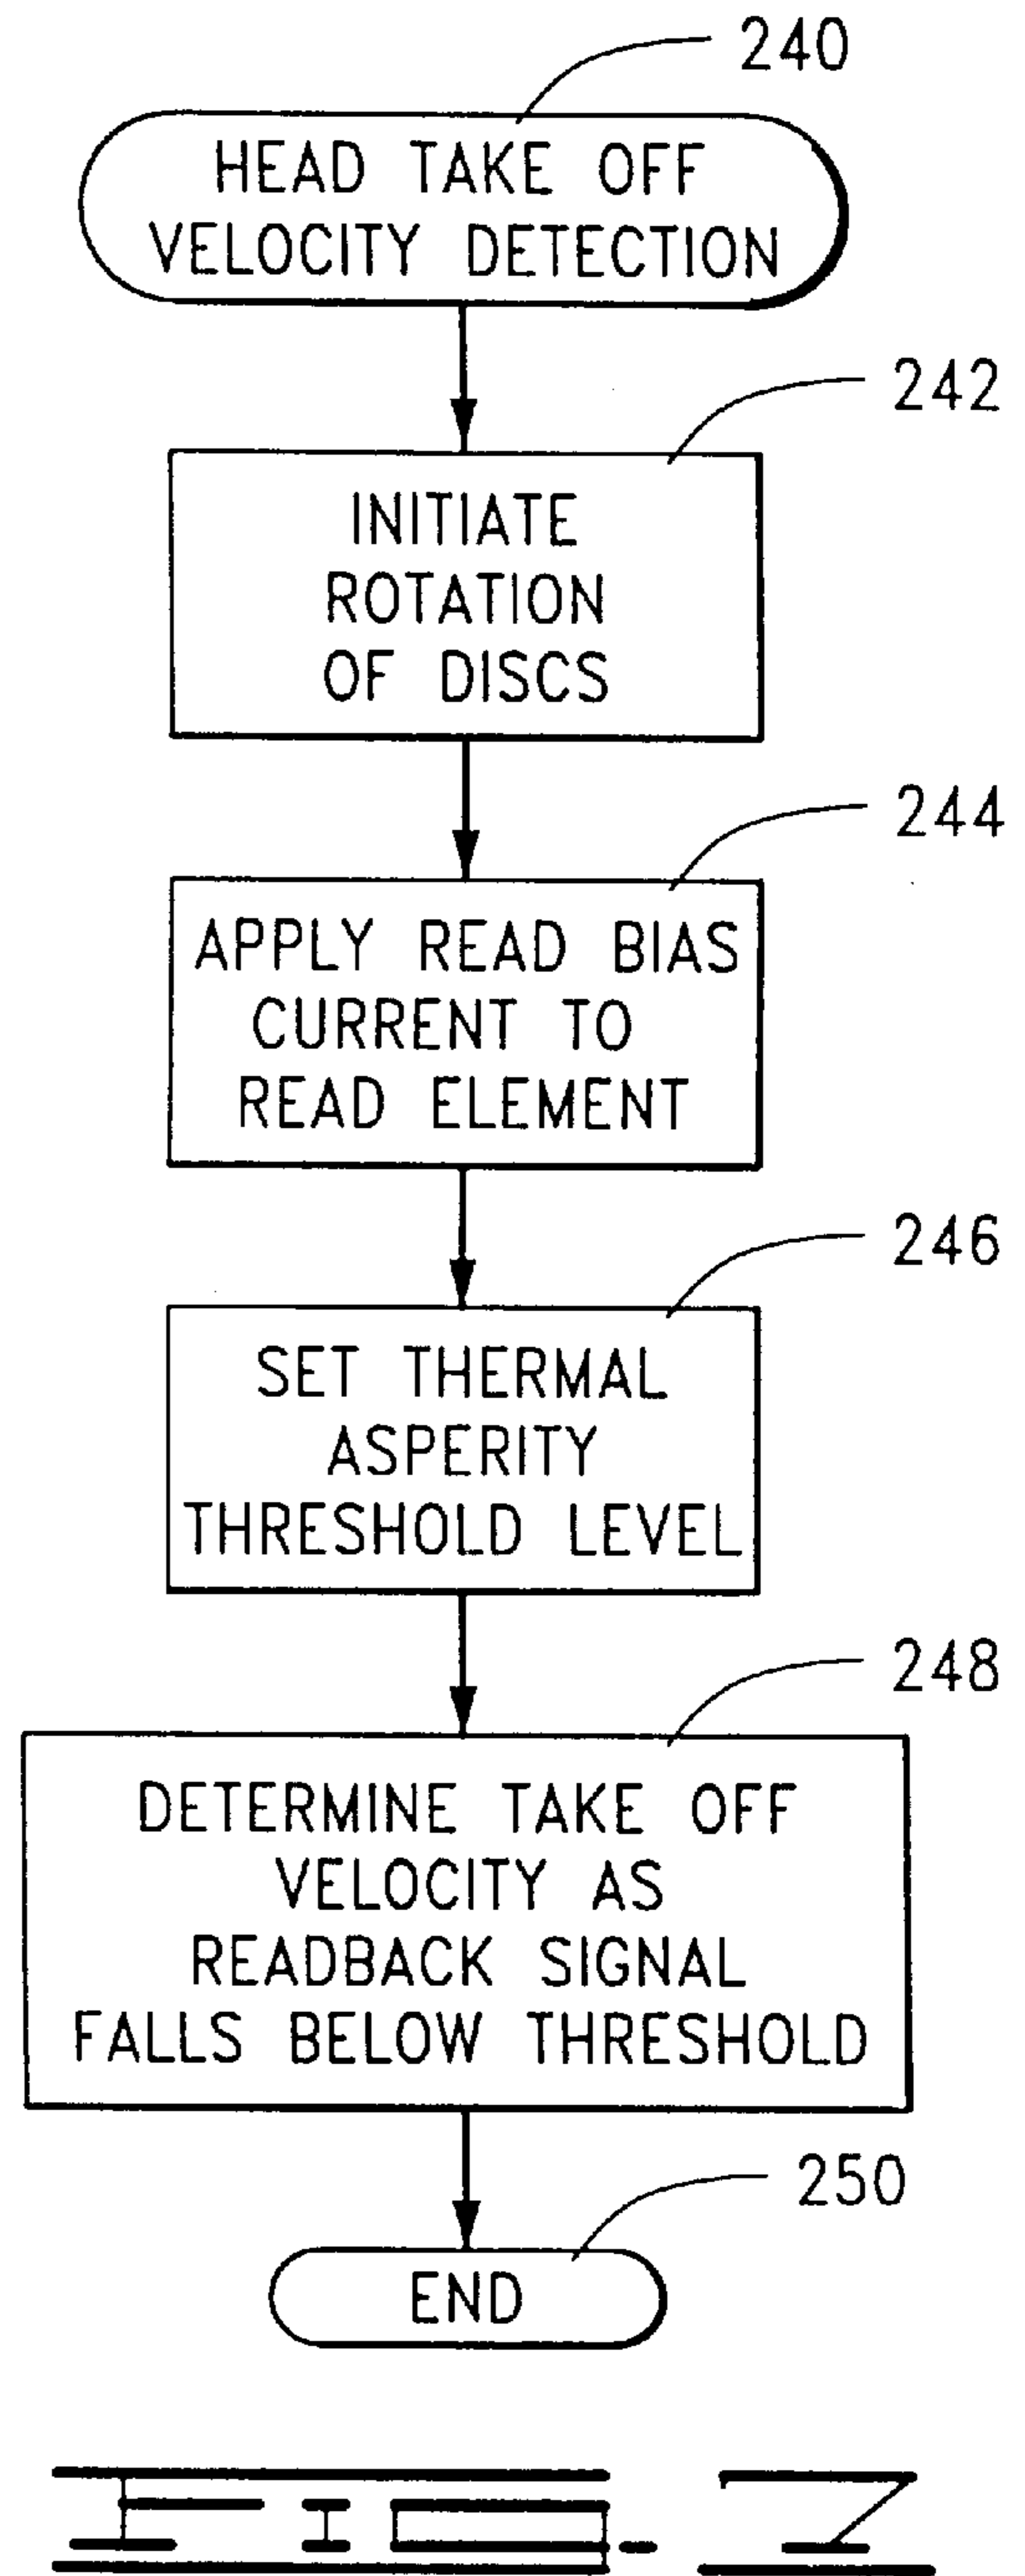 240
HEAD TAKE OFF
VELOCITY DETECTION
242
INITIATE
ROTATION
OF DISCS
244
APPLY READ BIAS
CURRENT TO
READ ELEMENT
246
SET THERMAL
ASPERITY
THRESHOLD LEVEL
248
DETERMINE TAKE OFF
VELOCITY AS
READBACK SIGNAL
FALLS BELOW THRESHOLD
250
END
FIG. 7